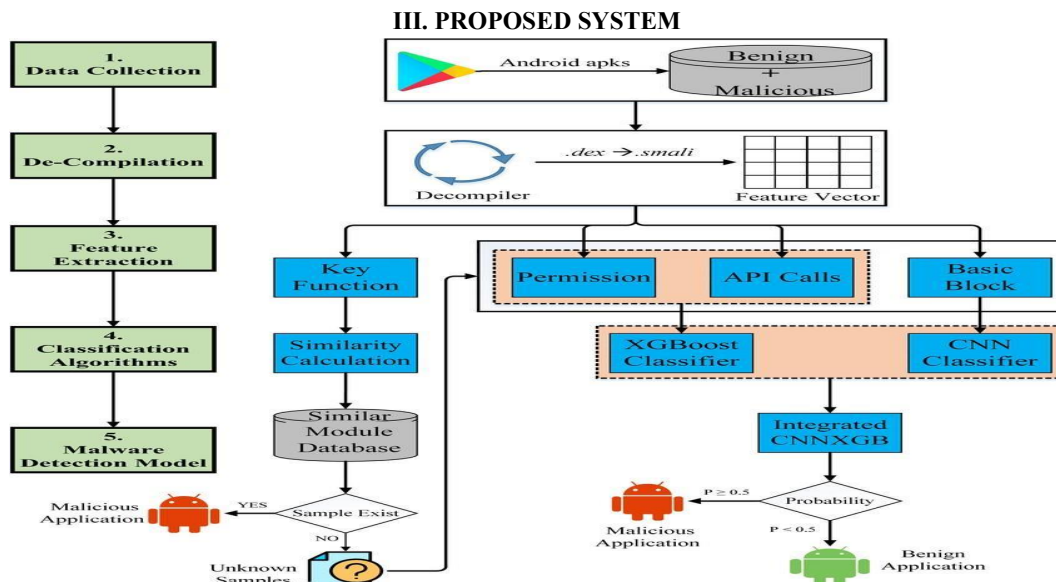 III. PROPOSED SYSTEM
1.
Data Collection
2.
De-Compilation
3.
Feature
Extraction
4.
Classification
Algorithms
5.
Malware
Detection Model
Android apks
Benign
+
Malicious
Decompiler
.dex → .smali
Feature Vector
Key
Function
Permission
API Calls
Basic
Block
Similarity
Calculation
XGBoost
Classifier
CNN
Classifier
Similar
Module
Database
Integrated
CNNXGB
Malicious
Application
YES
Sample Exist
NO
Unknown
Samples
?
P ≥ 0.5
Probability
Malicious
Application
P < 0.5
Benign
Application